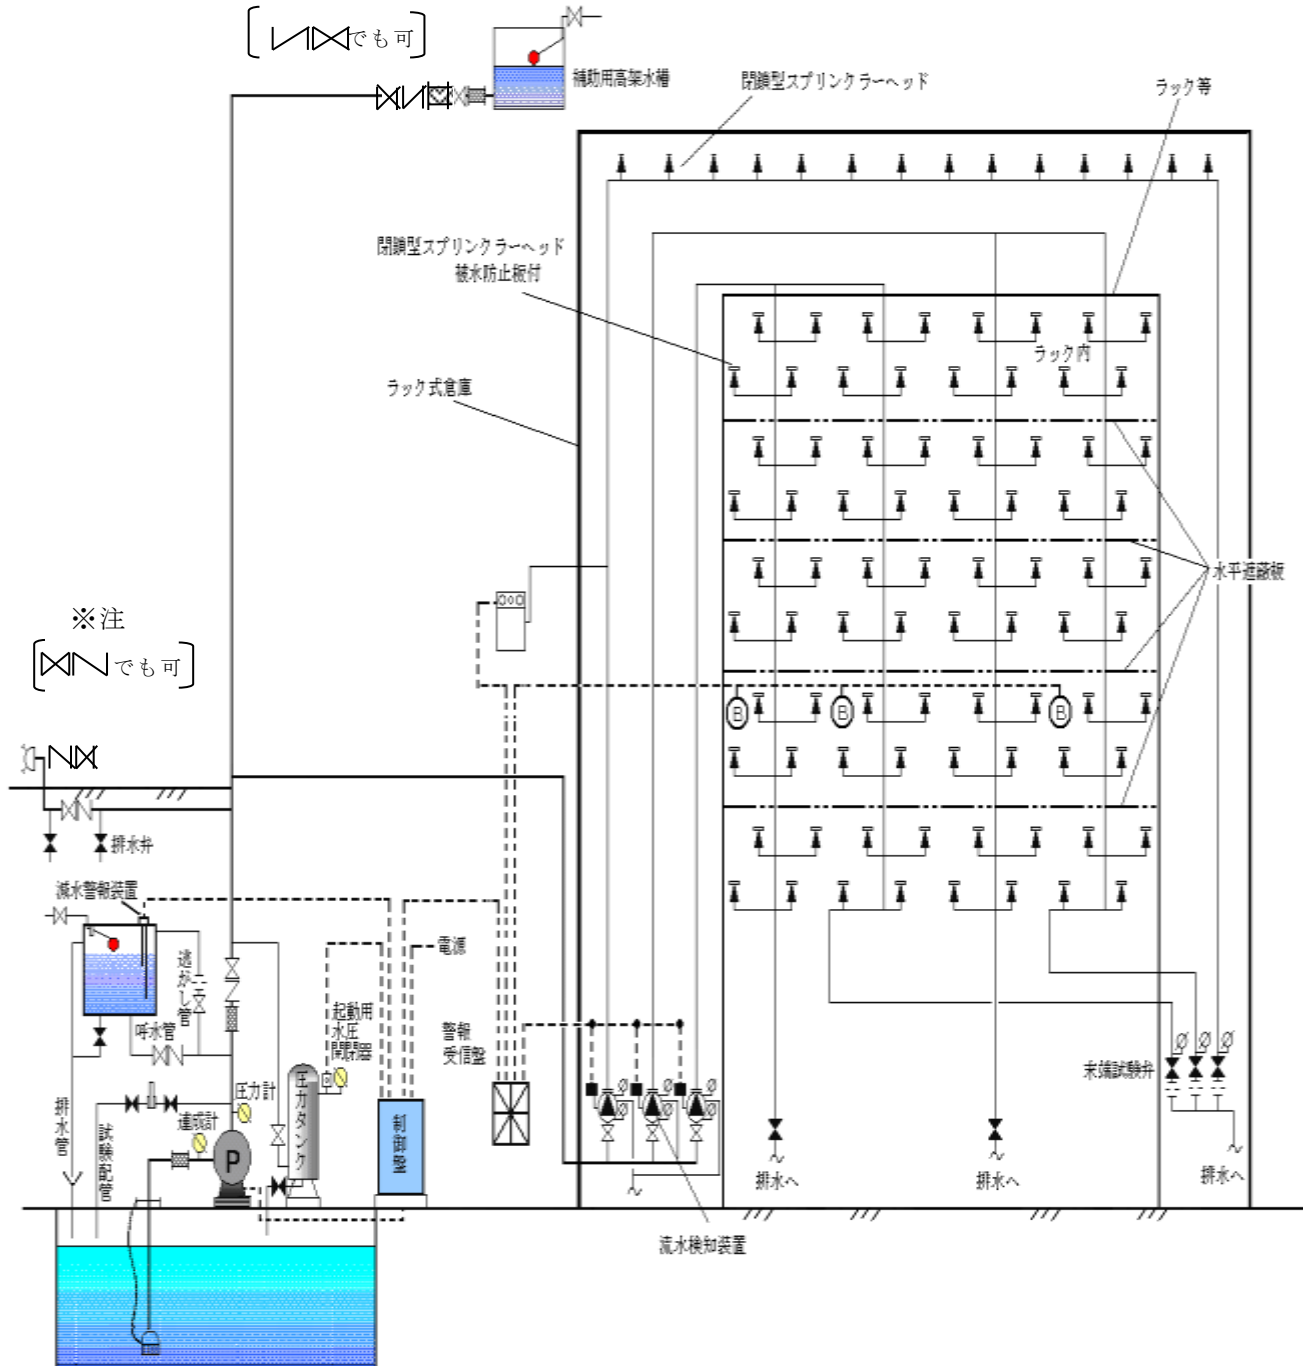 でも可
補助用高架水槽
閉鎖型スプリンクラーヘッド
ラック等
閉鎖型スプリンクラーヘッド
被水防止板付
ラック内
ラック式倉庫
水平遮蔽板
※注
でも可
B
B
B
排水弁
減水警報装置
電源
逃がし管
呼水管
起動用
水圧
開閉器
警報
受信盤
末端試験弁
圧力計
達成計
圧力タンク
制御盤
排水管
試験配管
P
排水へ
排水へ
排水へ
流水検知装置